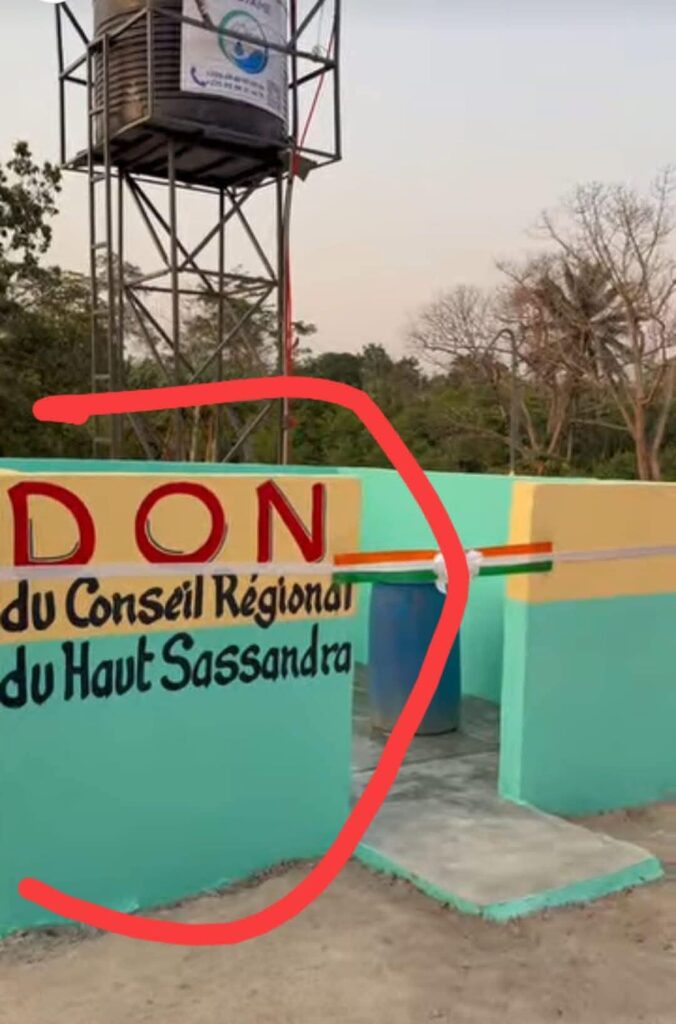 DON
du Conseil Régional
du Haut Sassandra